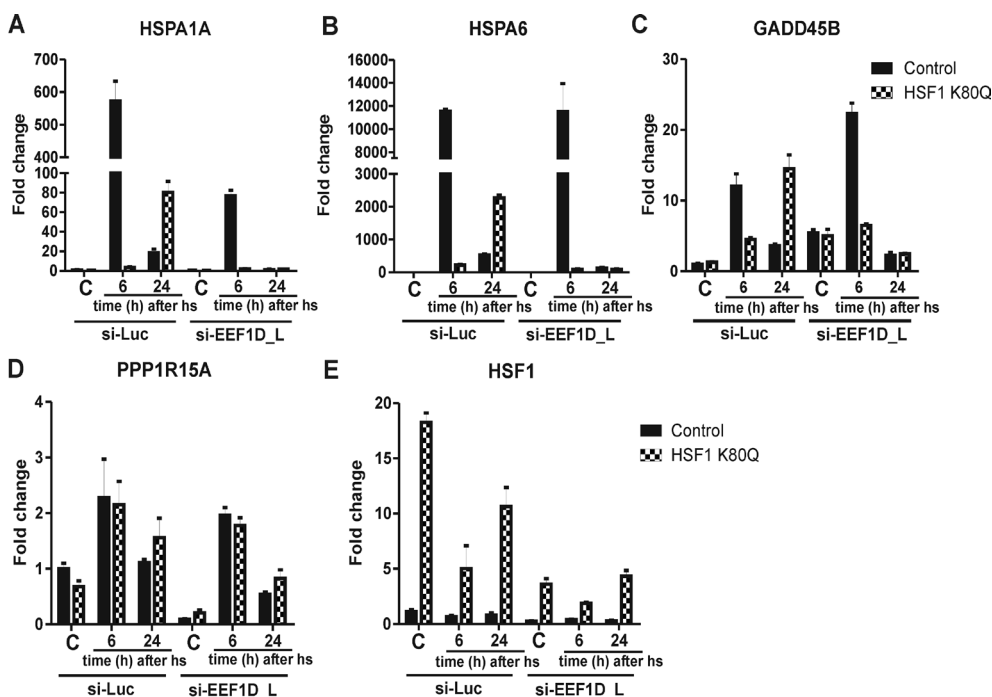 A
HSPA1A
Fold change
700
600
500
400
300
100
80
60
40
20
0
C
6
24
C
6
24
time (h) after hs
time (h) after hs
si-Luc
si-EEF1D_L
B
HSPA6
Fold change
16000
14000
12000
10000
8000
3000
2000
1000
0
C
6
24
C
6
24
time (h) after hs
time (h) after hs
si-Luc
si-EEF1D_L
C
GADD45B
Fold change
30
20
10
0
Control
HSF1 K80Q
C
6
24
C
6
24
time (h) after hs
time (h) after hs
si-Luc
si-EEF1D_L
D
PPP1R15A
Fold change
4
3
2
1
0
C
6
24
C
6
24
time (h) after hs
time (h) after hs
si-Luc
si-EEF1D L
E
HSF1
Fold change
20
15
10
5
0
Control
HSF1 K80Q
C
6
24
C
6
24
time (h) after hs
time (h) after hs
si-Luc
si-EEF1D_L